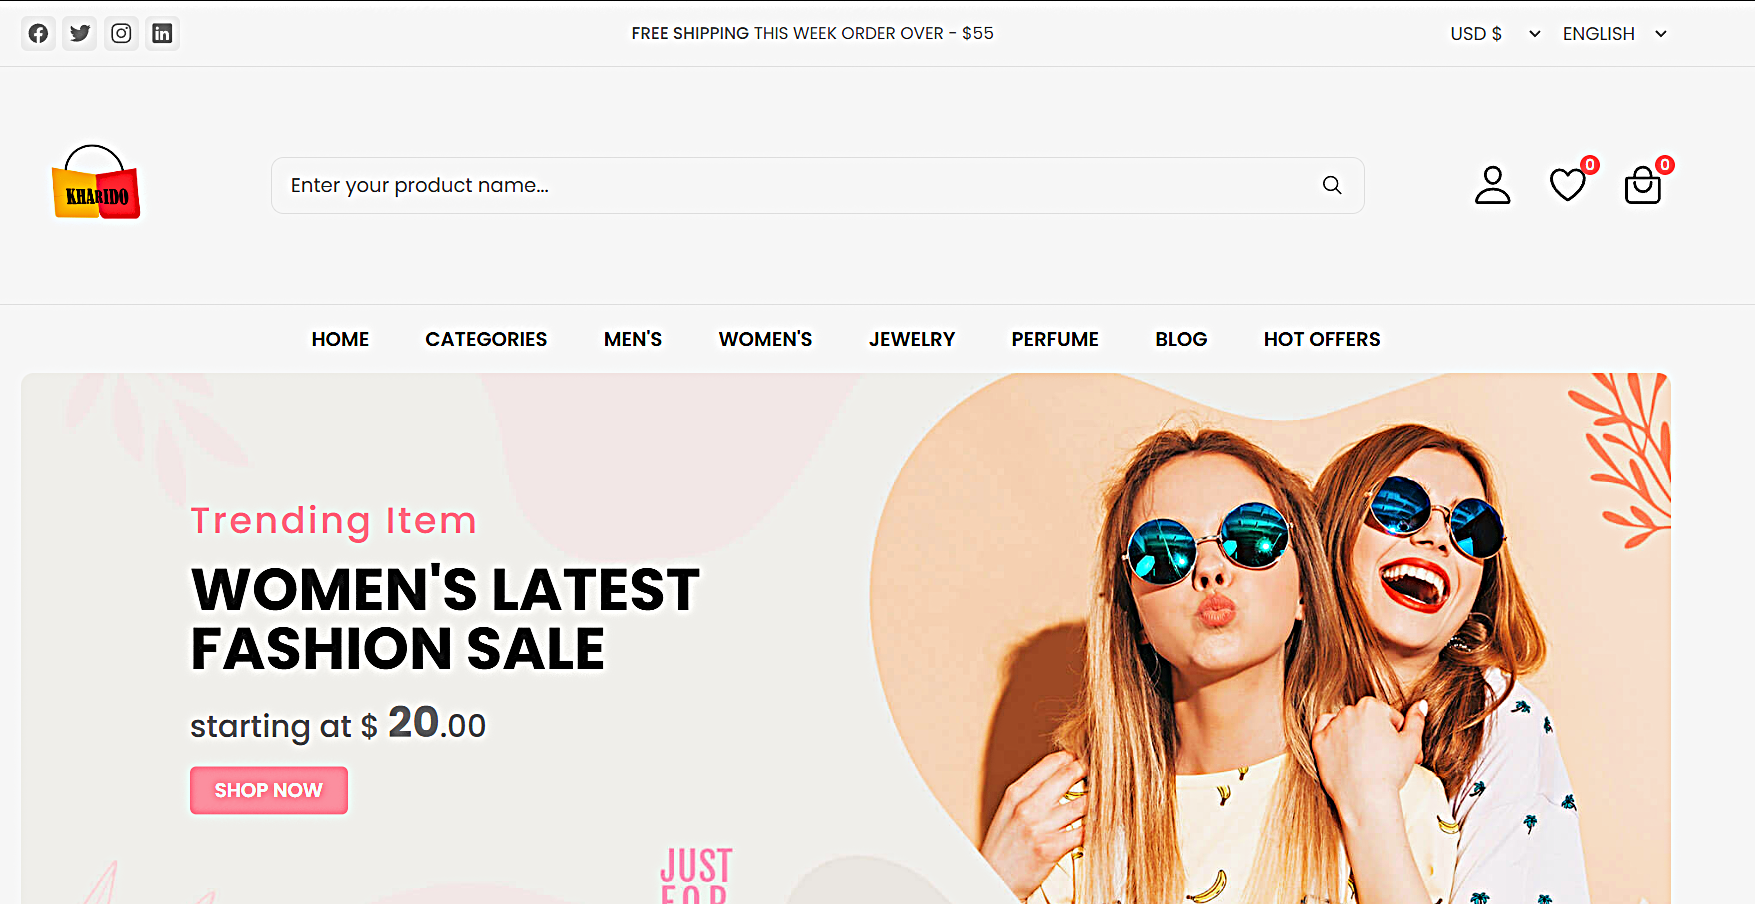 FREE SHIPPING THIS WEEK ORDER OVER - $55
USD $
ENGLISH
KHARIDO
Enter your product name...
0
0
HOME
CATEGORIES
MEN'S
WOMEN'S
JEWELRY
PERFUME
BLOG
HOT OFFERS
Trending Item
WOMEN'S LATEST
FASHION SALE
starting at $ 20.00
SHOP NOW
JUST
FOR